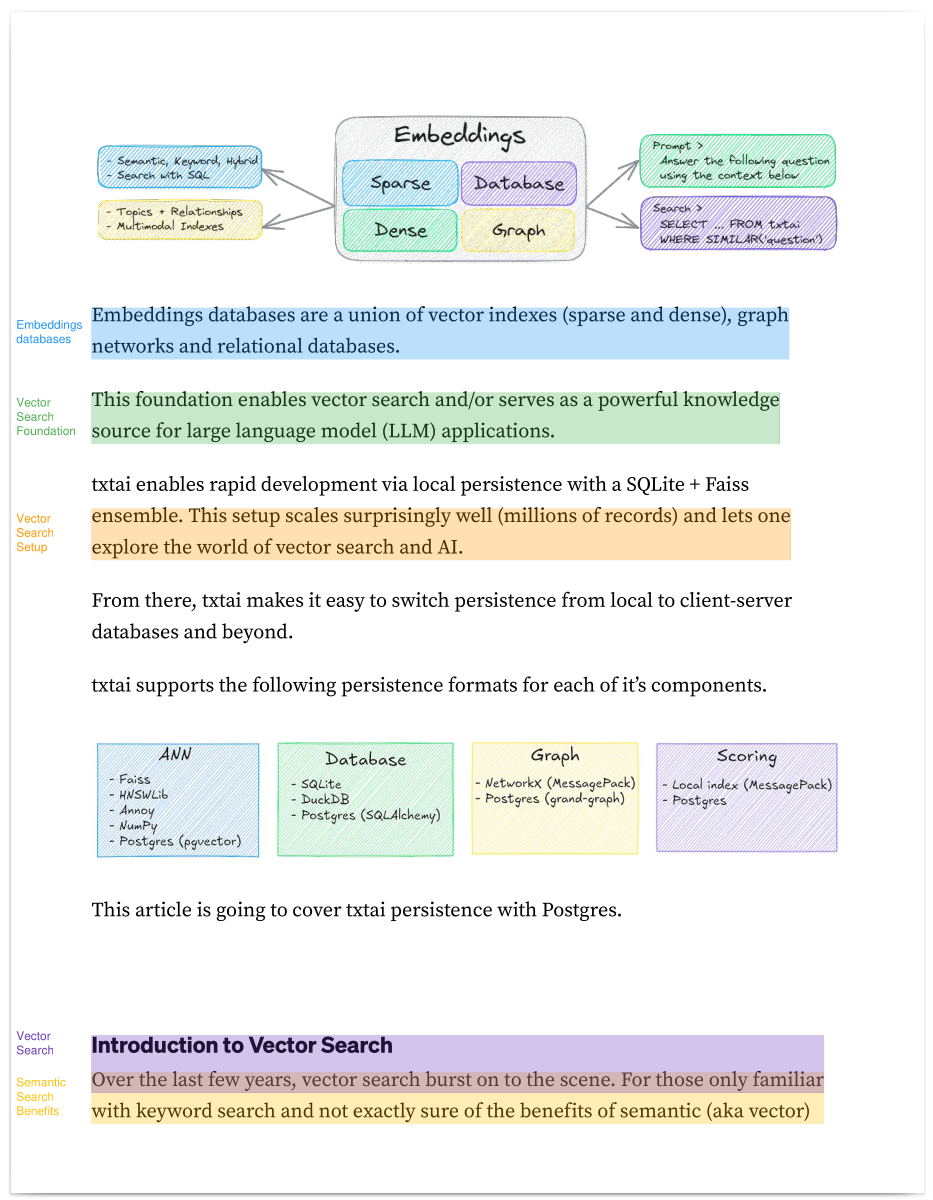 Embeddings
- Semantic, Keyword, Hybrid
- Search with SQL
- Topics + Relationships
- Multimodal Indexes
Sparse
Database
Dense
Graph
Prompt >
Answer the following question
using the context below
Search >
SELECT ... FROM txtai
WHERE SIMILAR('question')
Embeddings
databases
Embeddings databases are a union of vector indexes (sparse and dense), graph
networks and relational databases.
Vector
Search
Foundation
This foundation enables vector search and/or serves as a powerful knowledge
source for large language model (LLM) applications.
txtai enables rapid development via local persistence with a SQLite + Faiss
Vector
Search
Setup
ensemble. This setup scales surprisingly well (millions of records) and lets one
explore the world of vector search and AI.
From there, txtai makes it easy to switch persistence from local to client-server
databases and beyond.
txtai supports the following persistence formats for each of it’s components.
ANN
- Faiss
- HNSWLib
- Annoy
- NumPy
- Postgres (pgvector)
Database
- SQLite
- DuckDB
- Postgres (SQLAlchemy)
Graph
- NetworkX (MessagePack)
- Postgres (grand-graph)
Scoring
- Local index (MessagePack)
- Postgres
This article is going to cover txtai persistence with Postgres.
Vector
Search
Introduction to Vector Search
Semantic
Search
Benefits
Over the last few years, vector search burst on to the scene. For those only familiar
with keyword search and not exactly sure of the benefits of semantic (aka vector)